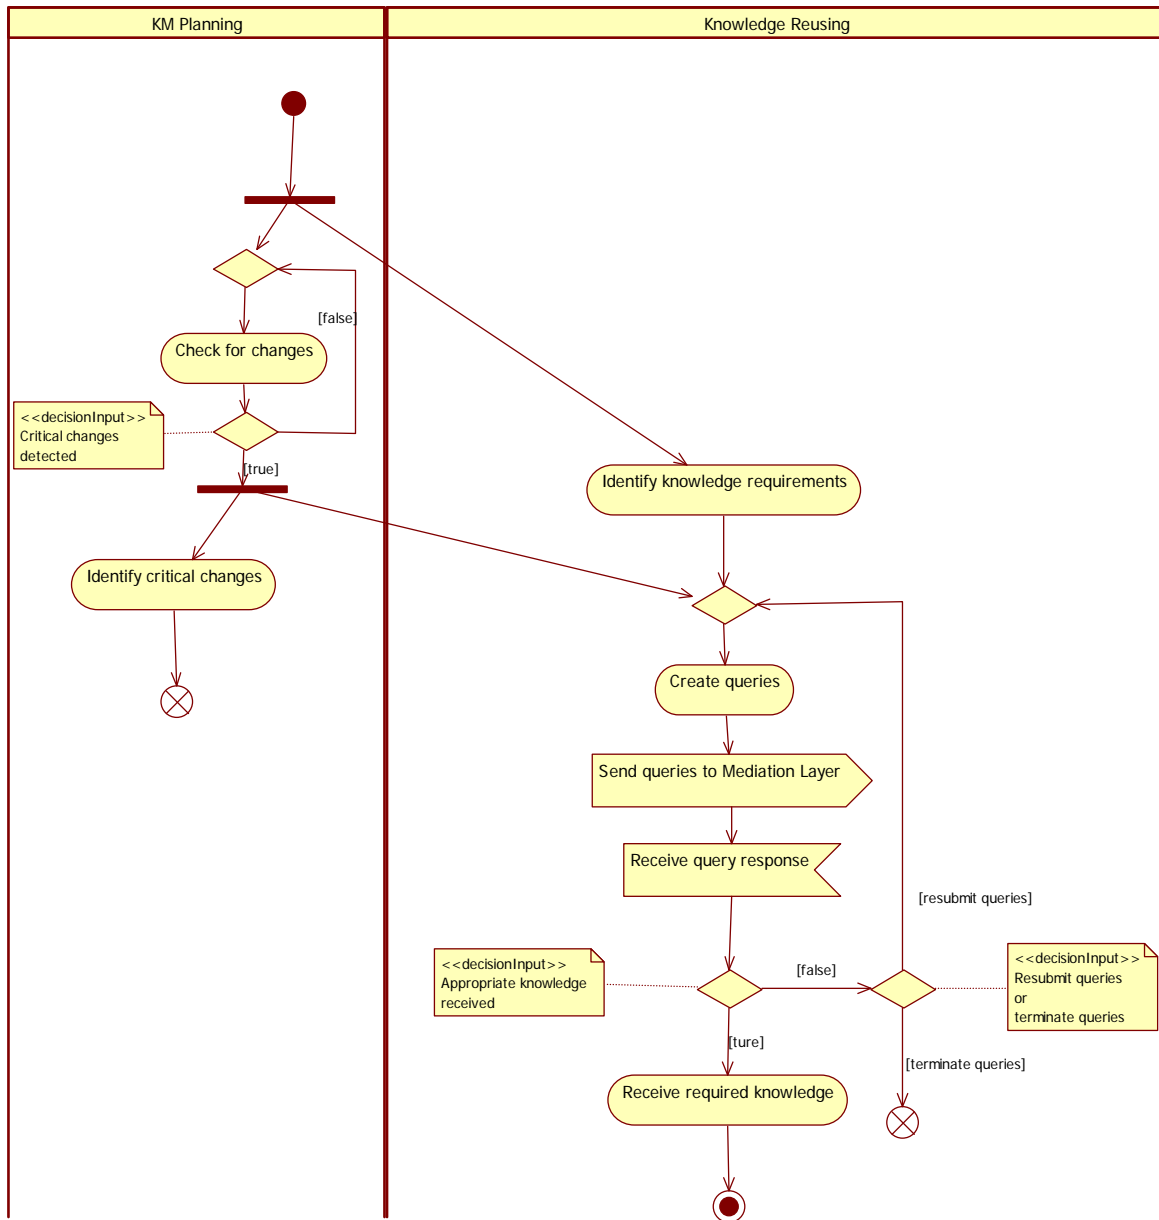 KM Planning
Knowledge Reusing
[false]
Check for changes
<<decisionInput>>
Critical changes
detected
[true]
Identify knowledge requirements
Identify critical changes
Create queries
Send queries to Mediation Layer
Receive query response
[resubmit queries]
<<decisionInput>>
Appropriate knowledge
received
[false]
<<decisionInput>>
Resubmit queries
or
terminate queries
[ture]
[terminate queries]
Receive required knowledge